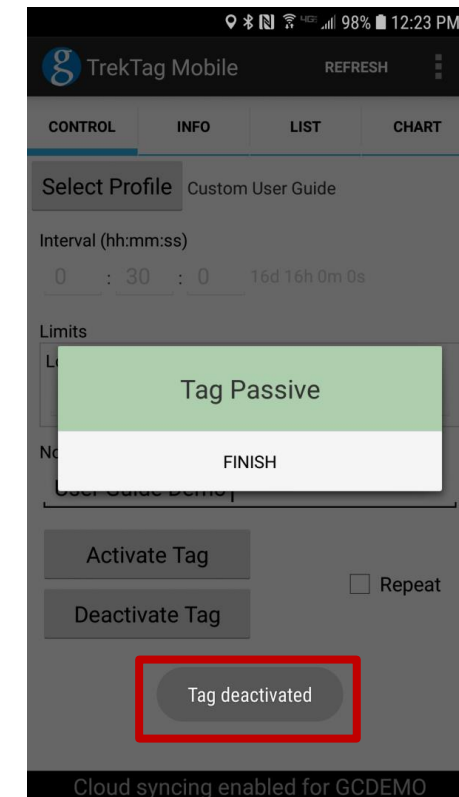 4GE 98% 12:23 PM
g TrekTag Mobile REFRESH
CONTROL INFO LIST CHART
Select Profile Custom User Guide
Interval (hh:mm:ss)
0 : 30 : 0 16d 16h 0m 0s
Limits
Tag Passive
FINISH
User Guide Demo
Activate Tag
Repeat
Deactivate Tag
Tag deactivated
Cloud syncing enabled for GCDEMO